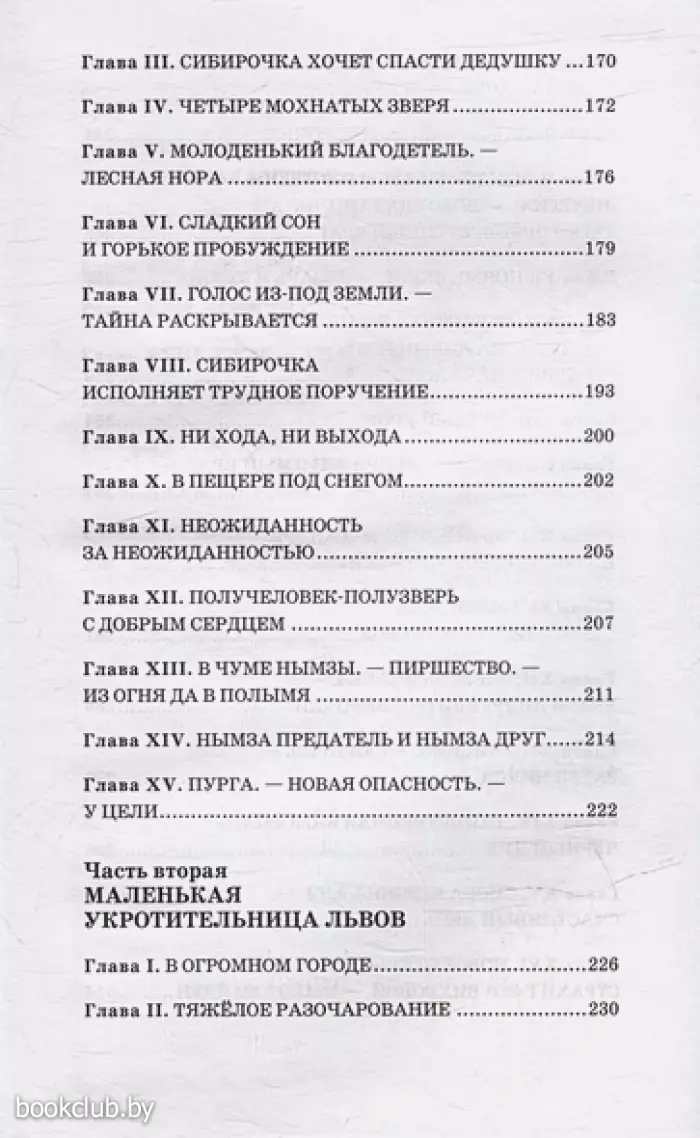 Глава III. СИБИРОЧКА ХОЧЕТ СПАСТИ ДЕДУШКУ ...170
Глава IV. ЧЕТЫРЕ МОХНАТЫХ ЗВЕРЯ......................172
Глава V. МОЛОДЕНЬКИЙ БЛАГОДЕТЕЛЬ. —
ЛЕСНАЯ НОРА ....................................................176
Глава VI. СЛАДКИЙ СОН
И ГОРЬКОЕ ПРОБУЖДЕНИЕ ...................................179
Глава VII. ГОЛОС ИЗ-ПОД ЗЕМЛИ. —
ТАЙНА РАСКРЫВАЕТСЯ .......................................183
Глава VIII. СИБИРОЧКА
ИСПОЛНЯЕТ ТРУДНОЕ ПОРУЧЕНИЕ.......................193
Глава IX. НИ ХОДА, НИ ВЫХОДА...........................200
Глава X. В ПЕЩЕРЕ ПОД СНЕГОМ...........................202
Глава XI. НЕОЖИДАННОСТЬ
ЗА НЕОЖИДАННОСТЬЮ........................................205
Глава XII. ПОЛУЧЕЛОВЕК-ПОЛУЗВЕРЬ
С ДОБРЫМ СЕРДЦЕМ ...........................................207
Глава XIII. В ЧУМЕ НЫМЗЫ. — ПИРШЕСТВО. —
ИЗ ОГНЯ ДА В ПОЛЫМЯ ........................................211
Глава XIV. НЫМЗА ПРЕДАТЕЛЬ И НЫМЗА ДРУГ......214
Глава XV. ПУРГА. — НОВАЯ ОПАСНОСТЬ. —
У ЦЕЛИ................................................................222
Часть вторая
МАЛЕНЬКАЯ
УКРОТИТЕЛЬНИЦА ЛЬВОВ
Глава I. В ОГРОМНОМ ГОРОДЕ................................226
Глава II. ТЯЖЁЛОЕ РАЗОЧАРОВАНИЕ ....................230
bookclub.by